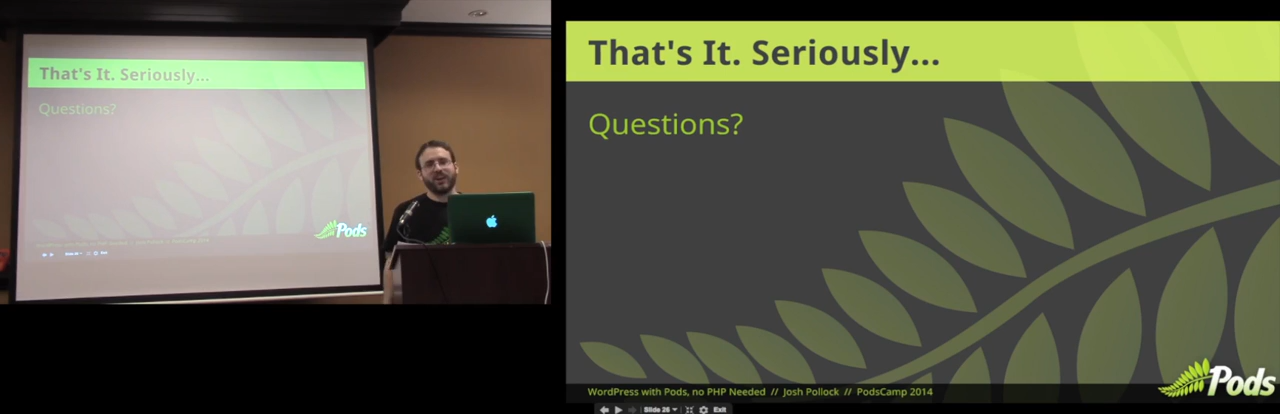 That's It. Seriously...
Questions?
Pods
That's It. Seriously...
Questions?
WordPress with Pods, no PHP Needed // Josh Pollock // PodsCamp 2014
Pods
Slide 26
Exit